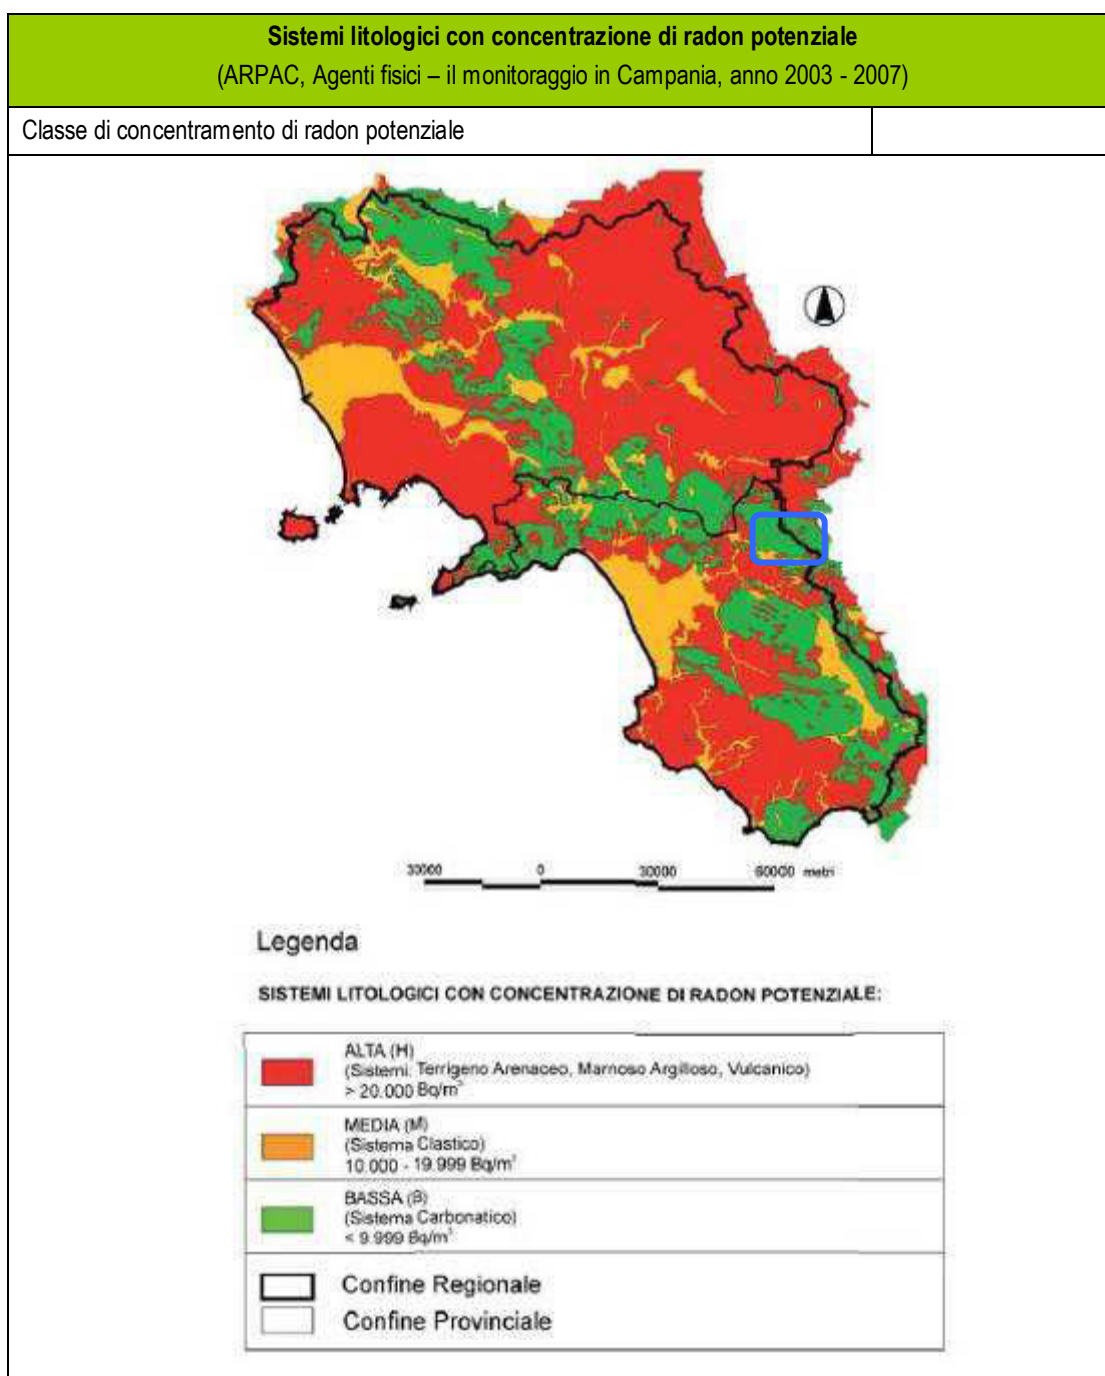 Sistemi litologici con concentrazione di radon potenziale
(ARPAC, Agenti fisici – il monitoraggio in Campania, anno 2003 - 2007)
Classe di concentramento di radon potenziale
30000 0 30000 60000 metri
Legenda
SISTEMI LITOLOGICI CON CONCENTRAZIONE DI RADON POTENZIALE:
ALTA (H)
(Sistemi: Terrigeno Arenaceo, Marnoso Argilloso, Vulcanico)
> 20.000 Bq/m³
MEDIA (M)
(Sistema Clastico)
10.000 - 19.999 Bq/m³
BASSA (B)
(Sistema Carbonatico)
< 9.999 Bq/m³
Confine Regionale
Confine Provinciale